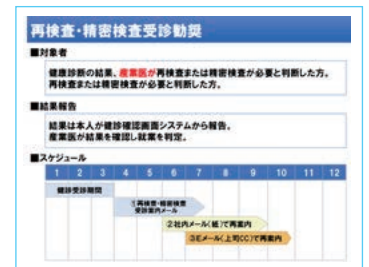 再検査・精密検査受診勧奨
■対象者
健康診断の結果、産業医が再検査または精密検査が必要と判断した方。
再検査または精密検査が必要と判断した方。
■結果報告
結果は本人が健診確認画面システムから報告。
産業医が結果を確認し就業を判定。
■スケジュール
1 2 3 4 5 6 7 8 9 10 11 12
健診受診期間
①再検査・精密検査
受診案内メール
②社内メール(紙)で再案内
③Eメール(上司CC)で再案内